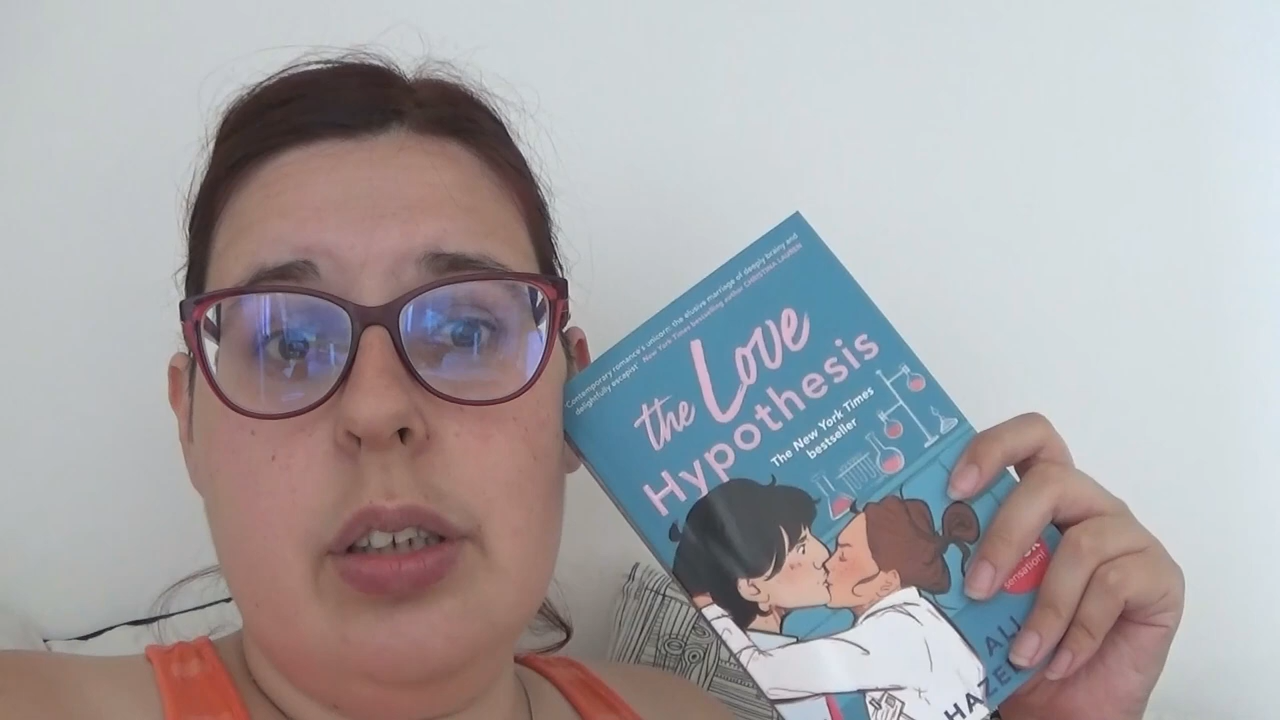 'Contemporary romance's unicorn: the elusive marriage of deeply brainy and
delightfully escapist' New York Times bestselling author CHRISTINA LAUREN
the Love
Hypothesis
The New York Times
bestseller
sensation!
ALI